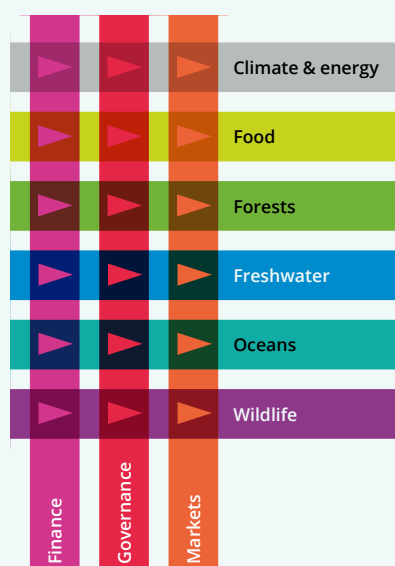 Climate & energy
Food
Forests
Freshwater
Oceans
Wildlife
Finance
Governance
Markets